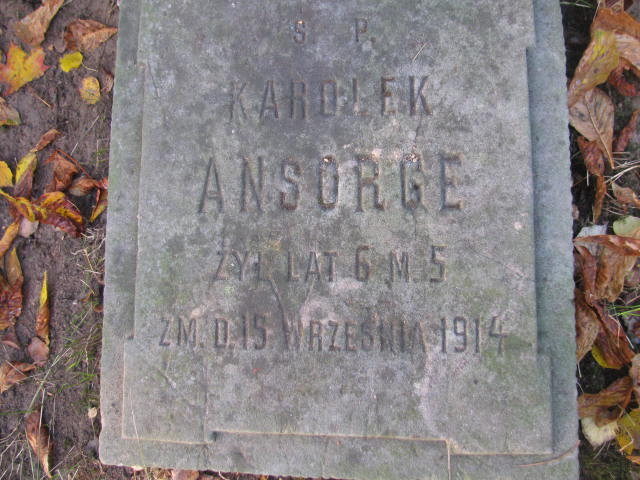 Ś. P.
KAROLEK
ANSORGE
ŻYŁ LAT 6 M. 5
ZM. D. 15 WRZEŚNIA 1914